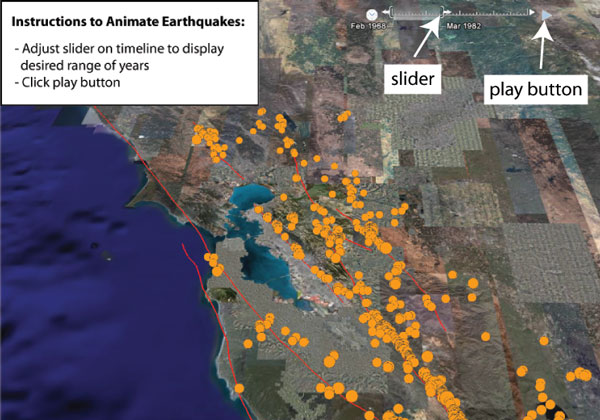 Instructions to Animate Earthquakes:
- Adjust slider on timeline to display
desired range of years
- Click play button
Feb 1968
Mar 1982
slider
play button